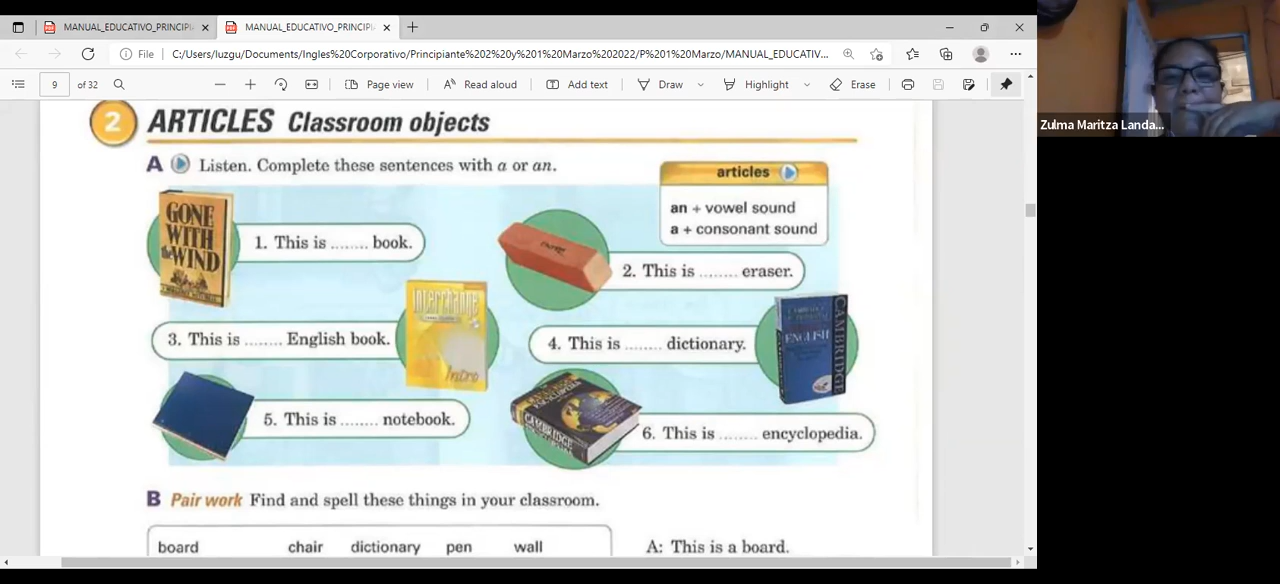 MANUAL_EDUCATIVO_PRINCIPI
MANUAL_EDUCATIVO_PRINCIPI
File
C:/Users/luzgu/Documents/Ingles%20Corporativo/Principiante%202%20y%201%20Marzo%202022/P%201%20Marzo/MANUAL_EDUCATIV...
9 of 32
Page view
Read aloud
Add text
Draw
Highlight
Erase
Zulma Maritza Landa...
2 ARTICLES Classroom objects
A Listen. Complete these sentences with a or an.
articles
an + vowel sound
a + consonant sound
GONE
WITH
the WIND
1. This is ........ book.
2. This is ........ eraser.
interchange
Intro
3. This is ........ English book.
4. This is ........ dictionary.
ENGLISH
CAMBRIDGE
5. This is ........ notebook.
CAMBRIDGE
ENCYCLOPEDIA
6. This is ........ encyclopedia.
B Pair work Find and spell these things in your classroom.
board chair dictionary pen wall
A: This is a board.